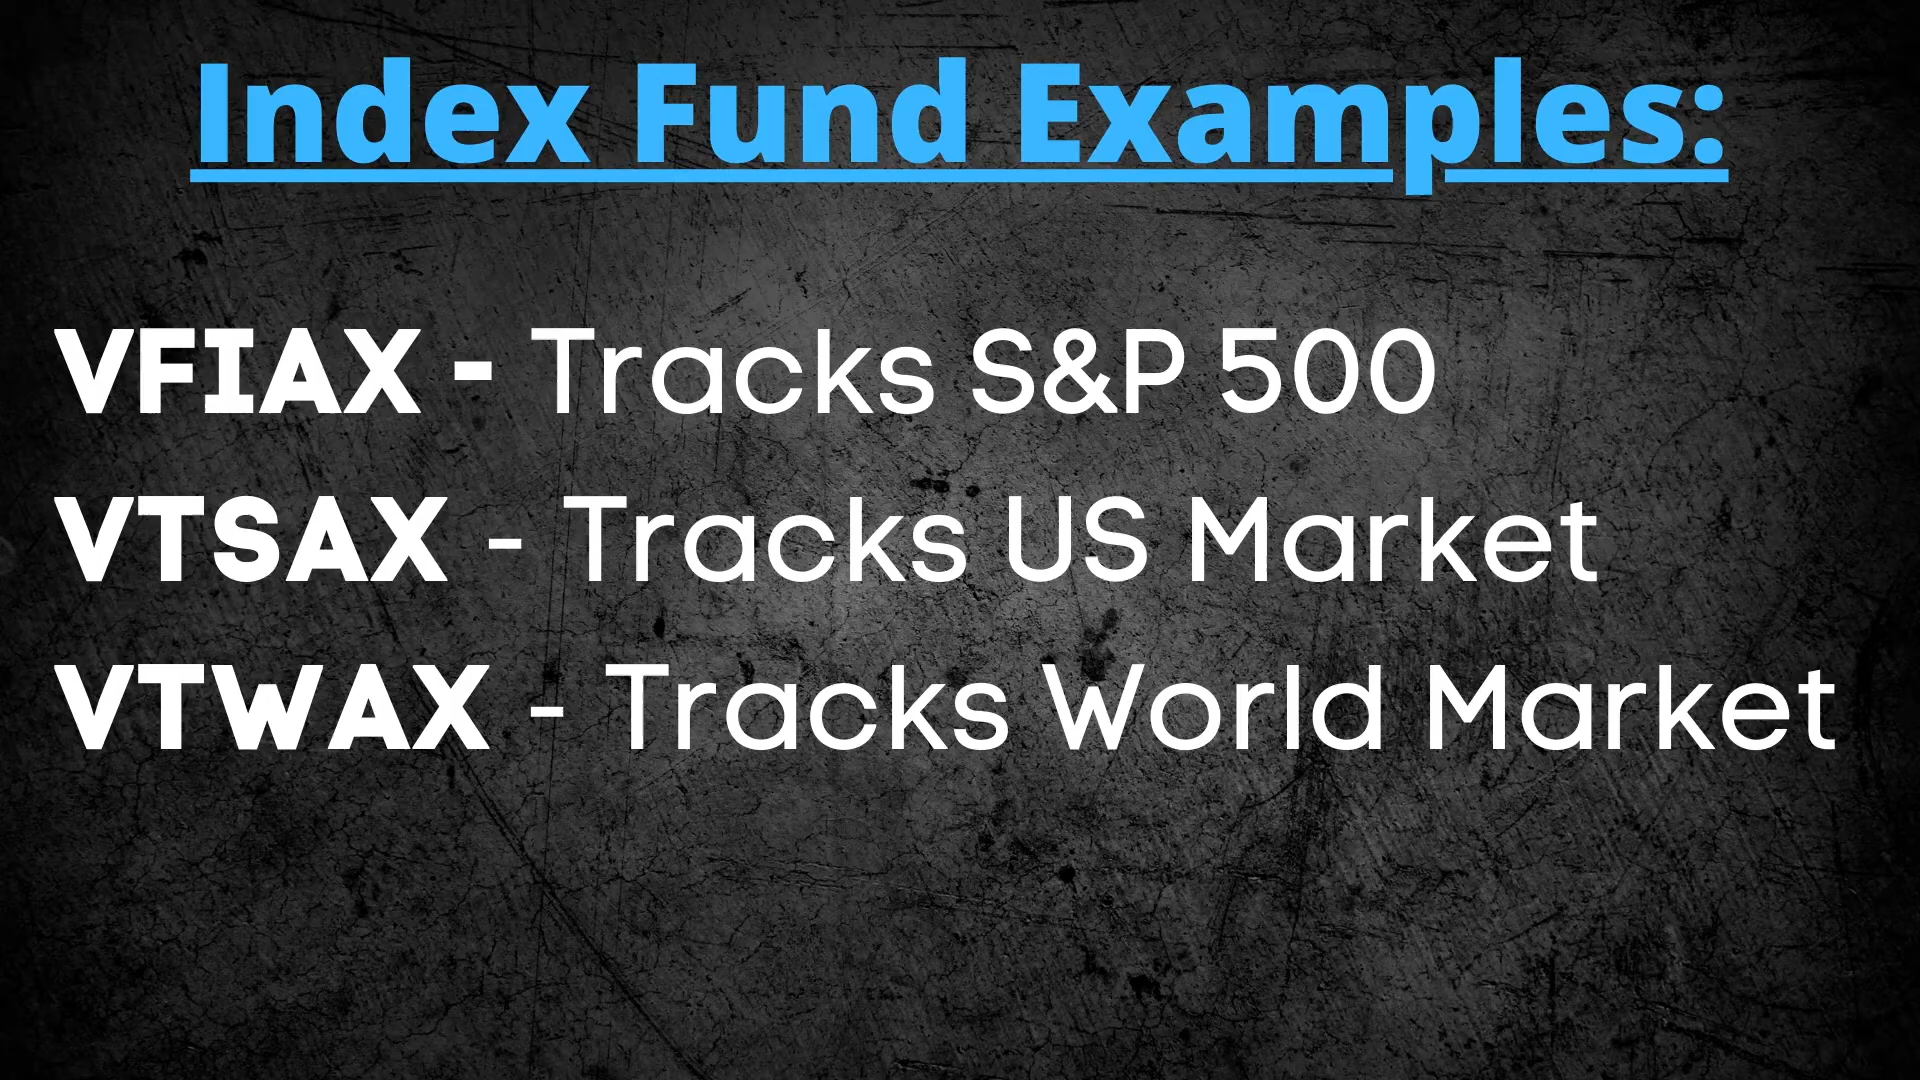 Index Fund Examples:
VFIAX - Tracks S&P 500
VTSAX - Tracks US Market
VTWAX - Tracks World Market